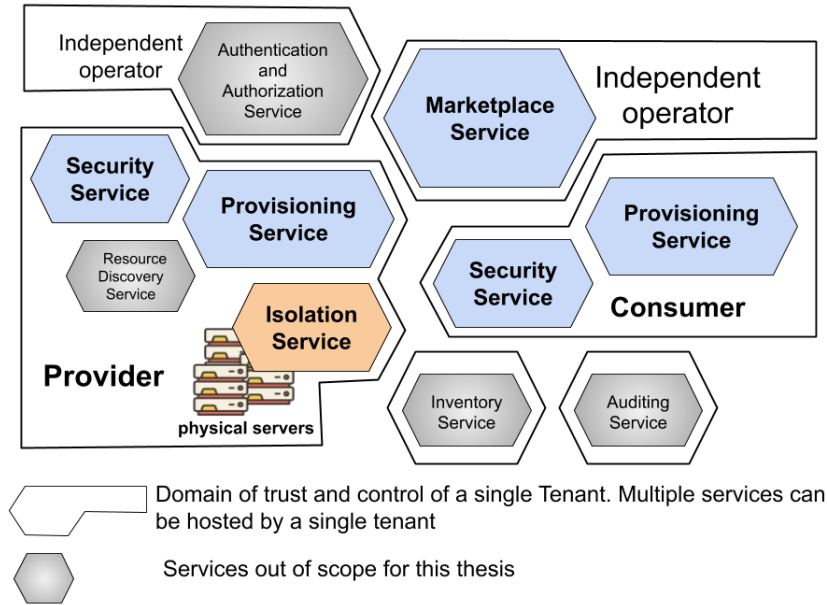 Independent
operator
Authentication
and
Authorization
Service
Marketplace
Service
Independent
operator
Security
Service
Provisioning
Service
Resource
Discovery
Service
Isolation
Service
Provider
physical servers
Provisioning
Service
Security
Service
Consumer
Inventory
Service
Auditing
Service
Domain of trust and control of a single Tenant. Multiple services can
be hosted by a single tenant
Services out of scope for this thesis